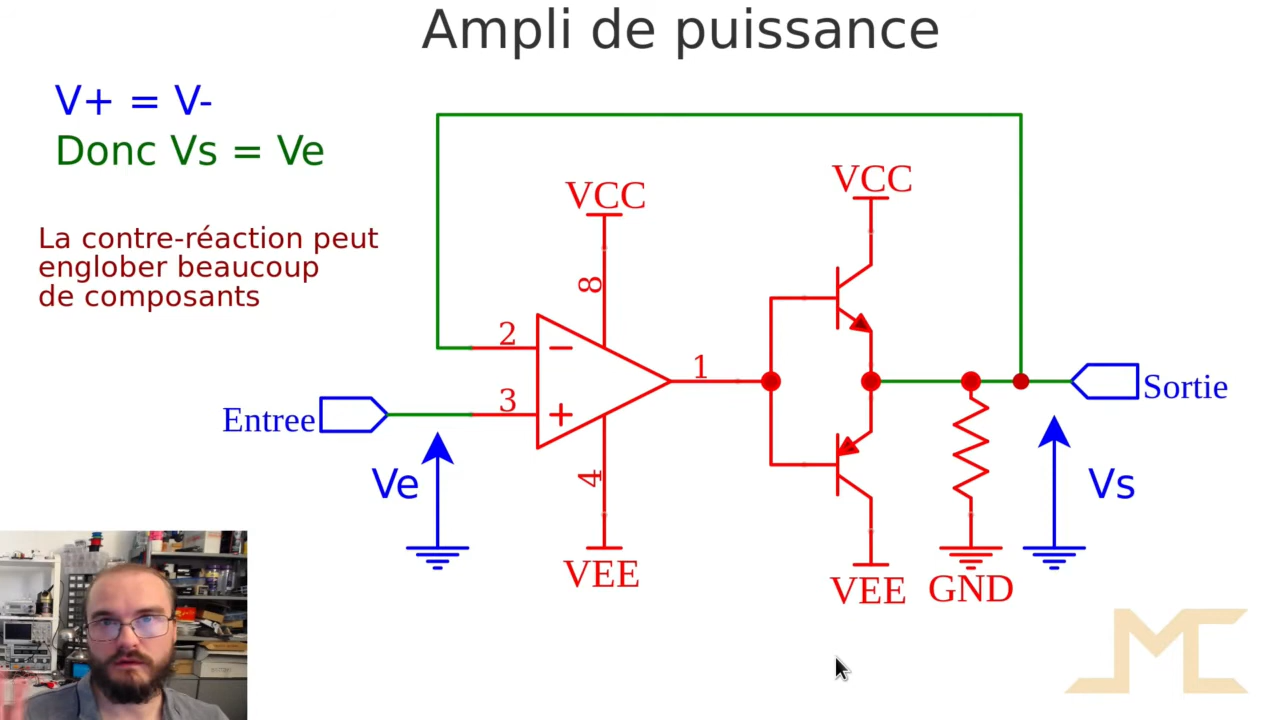 Ampli de puissance
V+ = V-
Donc Vs = Ve
La contre-réaction peut
englober beaucoup
de composants
VCC
VCC
8
2
−
1
3
+
Entree
Sortie
4
Ve
Vs
VEE
VEE
GND
MC